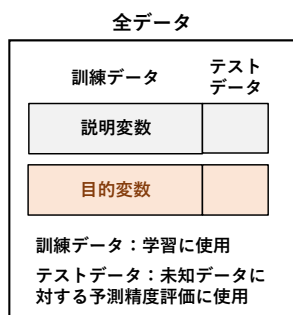 全データ
訓練データ
テスト
データ
説明変数
目的変数
訓練データ：学習に使用
テストデータ：未知データに
対する予測精度評価に使用